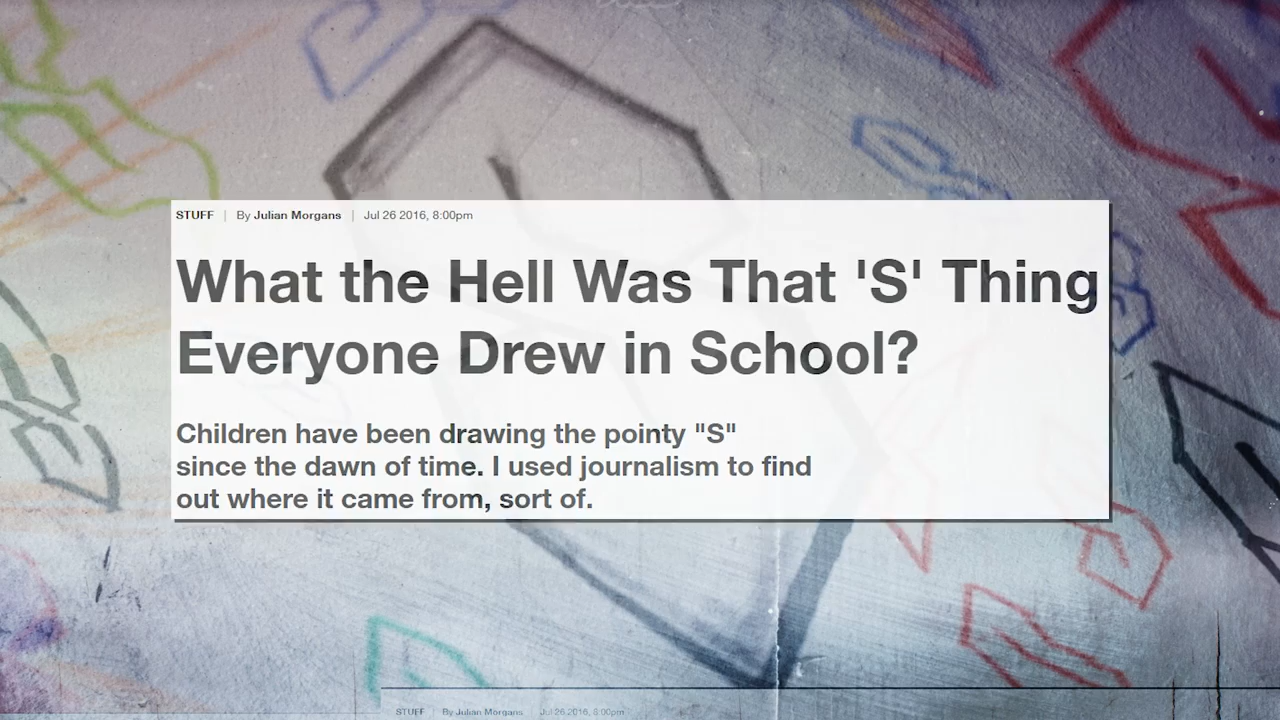 STUFF | By Julian Morgans | Jul 26 2016, 8:00pm
What the Hell Was That 'S' Thing
Everyone Drew in School?
Children have been drawing the pointy "S"
since the dawn of time. I used journalism to find
out where it came from, sort of.
STUFF | By Julian Morgans | Jul 26 2016, 8:00pm